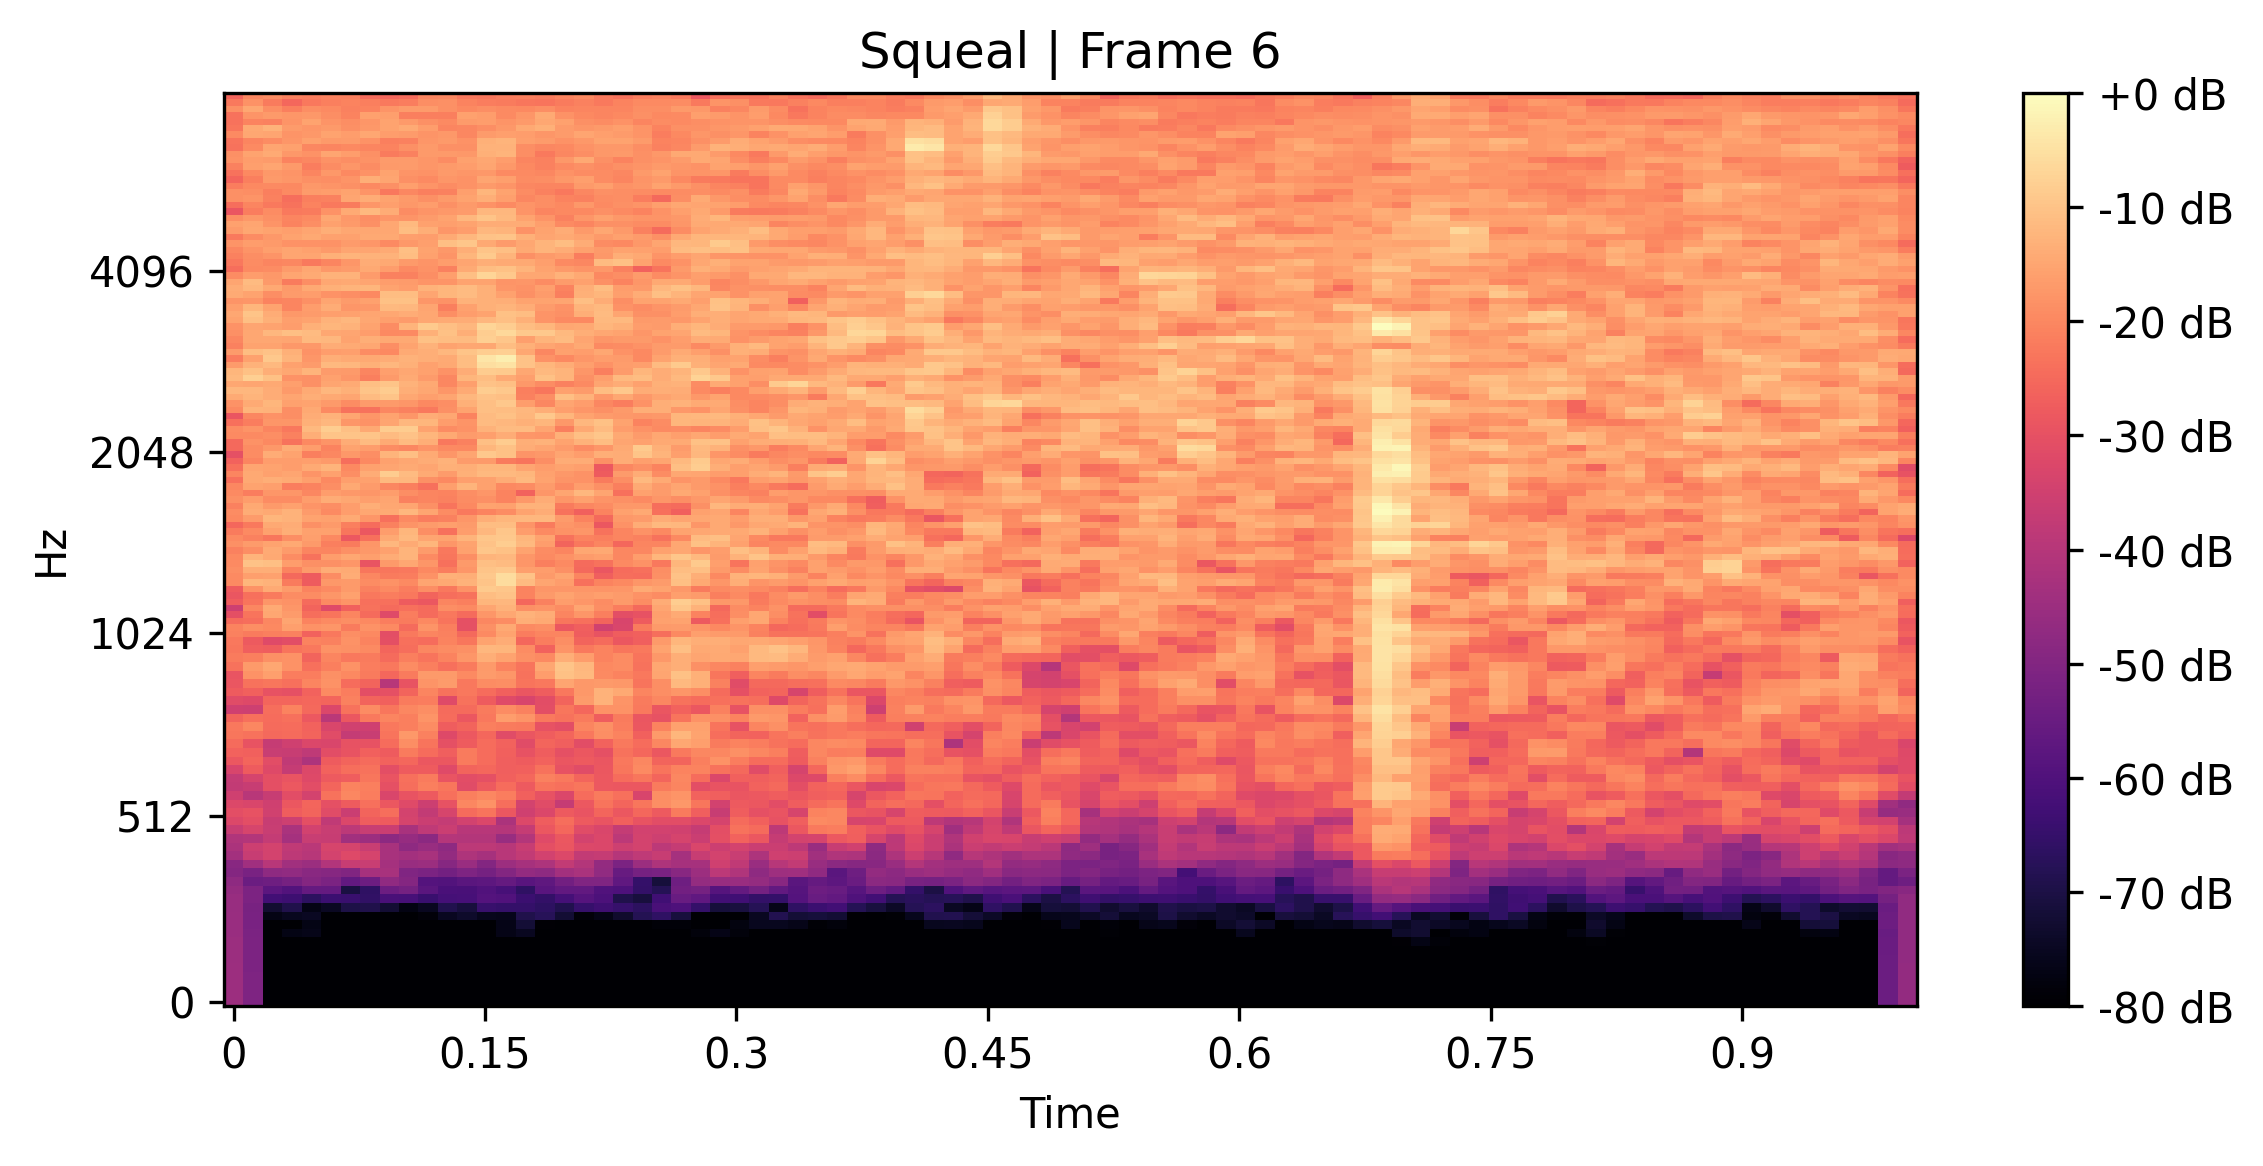 Squeal | Frame 6
Hz
4096
2048
1024
512
0
0 0.15 0.3 0.45 0.6 0.75 0.9
Time
+0 dB
-10 dB
-20 dB
-30 dB
-40 dB
-50 dB
-60 dB
-70 dB
-80 dB